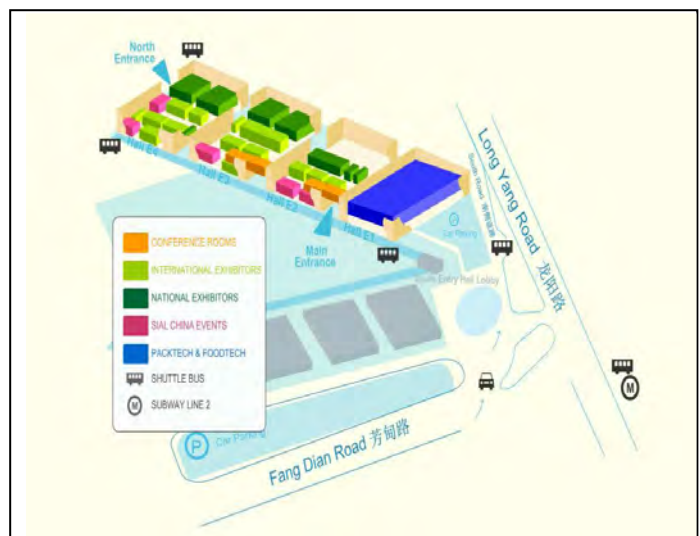 North
Entrance
Hall E4
Hall E3
Hall E2
Hall E1
Main
Entrance
Long Yang Road 龙阳路
South Road
Car Parking
Entry Hall Lobby
CONFERENCE ROOMS
INTERNATIONAL EXHIBITORS
NATIONAL EXHIBITORS
SIAL CHINA EVENTS
PACKTECH & FOODTECH
SHUTTLE BUS
M SUBWAY LINE 2
M
P Car Parking
Fang Dian Road 芳甸路